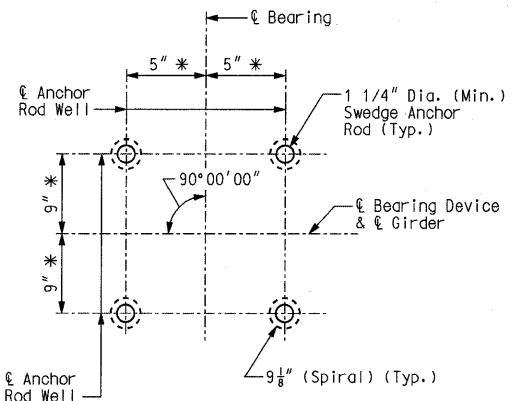 ℄ Bearing
5" * 5" *
℄ Anchor
Rod Well
1 1/4" Dia. (Min.)
Swedge Anchor
Rod (Typ.)
90°00'00"
9" *
℄ Bearing Device
& ℄ Girder
9" *
℄ Anchor
Rod Well
9⅛" (Spiral) (Typ.)